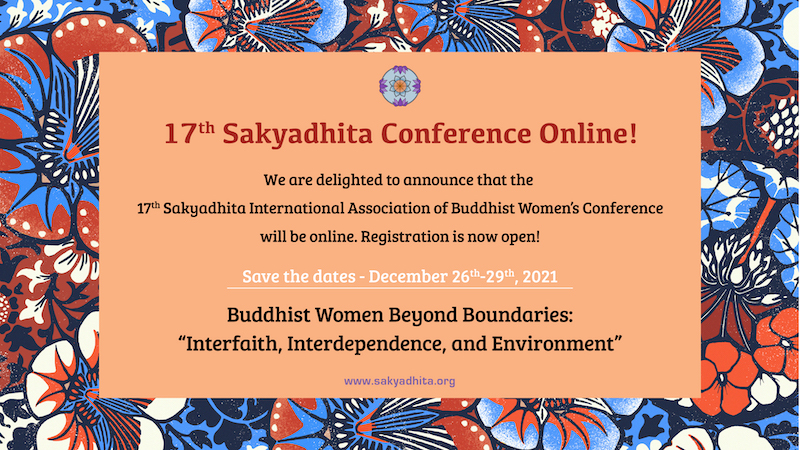 17th Sakyadhita Conference Online!
We are delighted to announce that the
17th Sakyadhita International Association of Buddhist Women's Conference
will be online. Registration is now open!
Save the dates - December 26th-29th, 2021
Buddhist Women Beyond Boundaries:
“Interfaith, Interdependence, and Environment”
www.sakyadhita.org